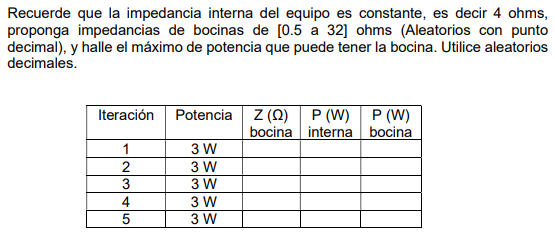 Recuerde que la impedancia interna del equipo es constante, es decir 4 ohms,
proponga impedancias de bocinas de [0.5 a 32] ohms (Aleatorios con punto
decimal), y halle el máximo de potencia que puede tener la bocina. Utilice aleatorios
decimales.
Iteración Potencia Z (Ω) P (W) P (W)
bocina interna bocina
1 3 W
2 3 W
3 3 W
4 3 W
5 3 W